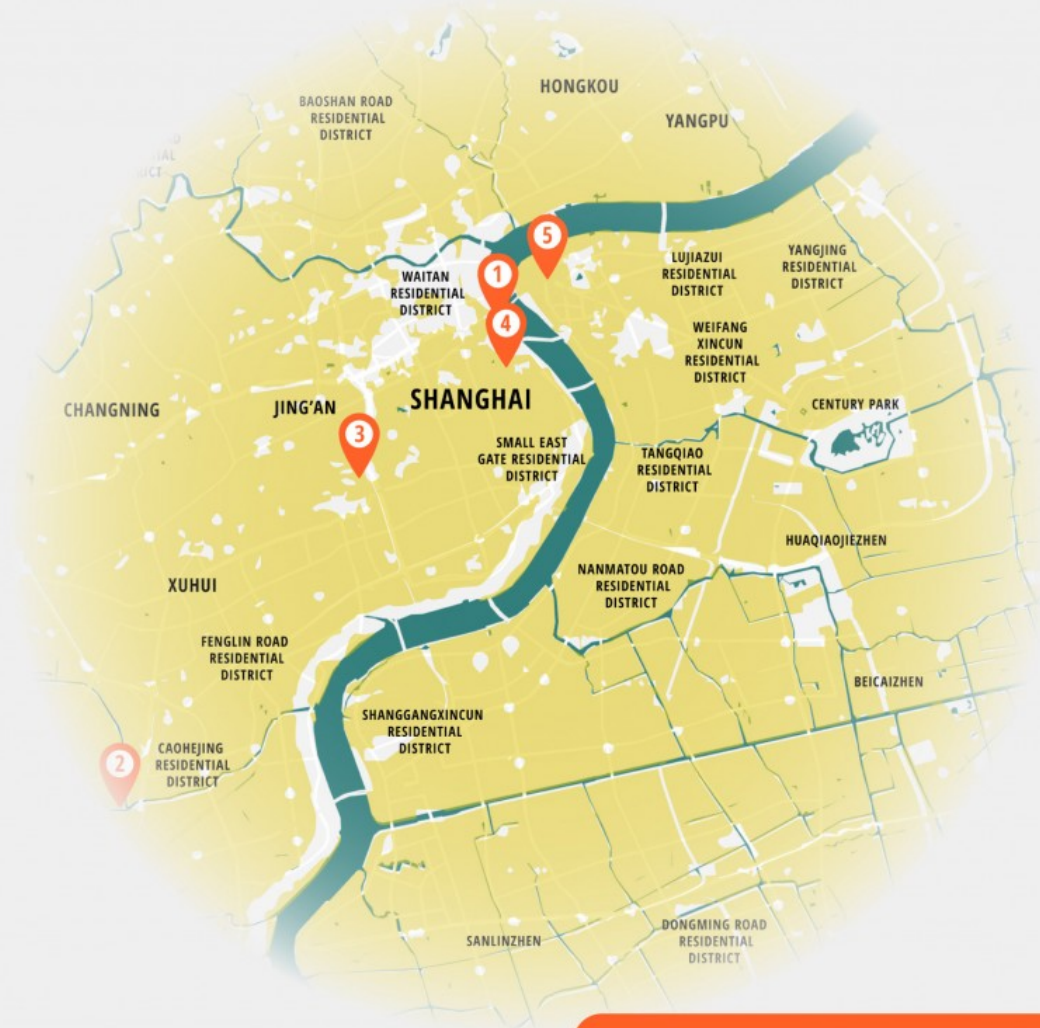 HONGKOU
BAOSHAN ROAD
RESIDENTIAL
DISTRICT
YANGPU
5
LUJIAZUI
RESIDENTIAL
DISTRICT
YANGJING
RESIDENTIAL
DISTRICT
1
WAITAN
RESIDENTIAL
DISTRICT
4
WEIFANG
XINCUN
RESIDENTIAL
DISTRICT
CHANGNING
JING'AN
SHANGHAI
CENTURY PARK
3
SMALL EAST
GATE RESIDENTIAL
DISTRICT
TANGQIAO
RESIDENTIAL
DISTRICT
HUAQIAOJIEZHEN
XUHUI
NANMATOU ROAD
RESIDENTIAL
DISTRICT
FENGLIN ROAD
RESIDENTIAL
DISTRICT
BEICAIZHEN
SHANGGANGXINCUN
RESIDENTIAL
DISTRICT
2
CAOHEJING
RESIDENTIAL
DISTRICT
SANLINZHEN
DONGMING ROAD
RESIDENTIAL
DISTRICT